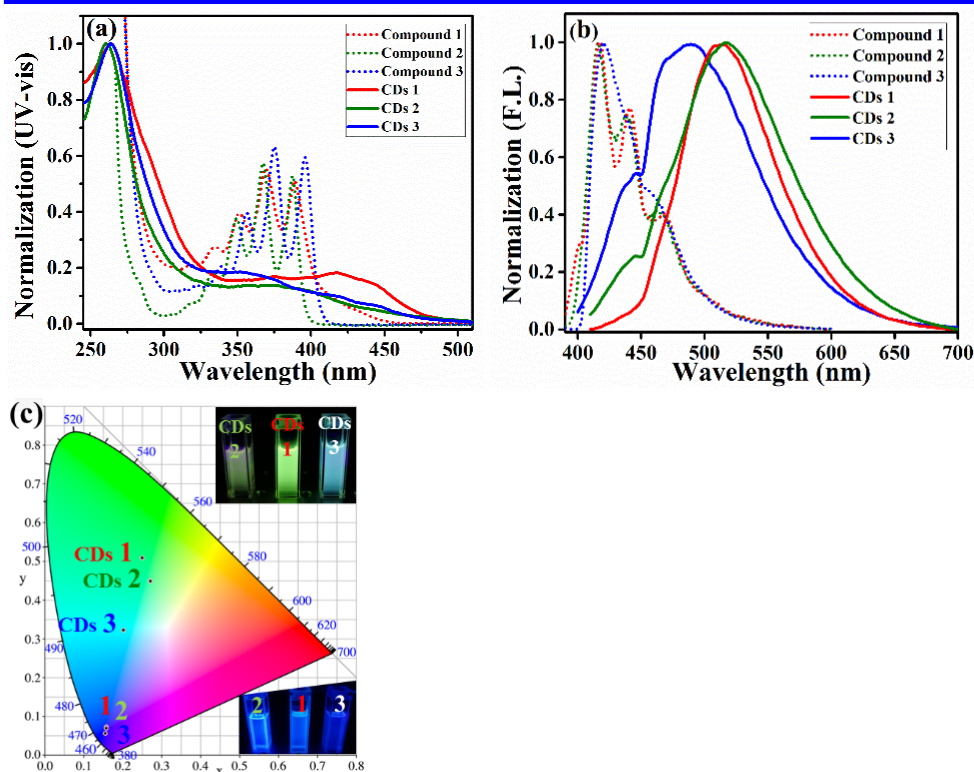 (a)
Compound 1
Compound 2
Compound 3
CDs 1
CDs 2
CDs 3
Normalization (UV-vis)
1.0
0.8
0.6
0.4
0.2
0.0
250 300 350 400 450 500
Wavelength (nm)
(b)
Compound 1
Compound 2
Compound 3
CDs 1
CDs 2
CDs 3
Normalization (F.L.)
1.0
0.8
0.6
0.4
0.2
0.0
400 450 500 550 600 650 700
Wavelength (nm)
(c)
0.9
0.8
0.7
0.6
0.5
y
0.4
0.3
0.2
0.1
0.0
0.0 0.1 0.2 0.3 0.4 0.5 0.6 0.7 0.8
x
520
540
560
580
600
620
700
500
490
480
470
460
380
CDs 1
CDs 2
CDs 3
1
2
3
CDs 2
CDs 1
CDs 3
2 1 3